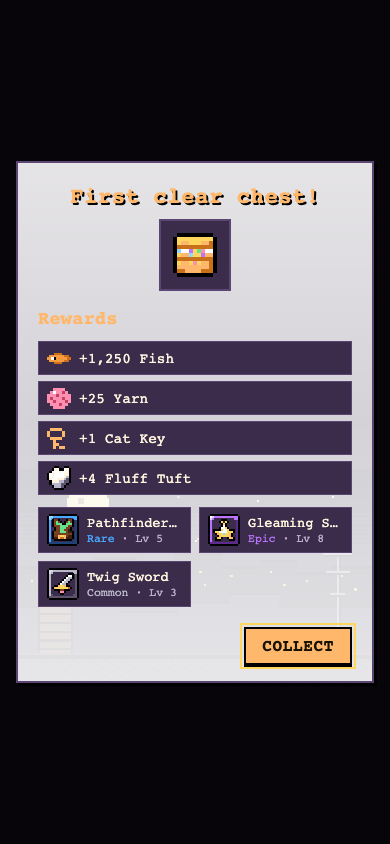 First clear chest!
Rewards
+1,250 Fish
+25 Yarn
+1 Cat Key
+4 Fluff Tuft
Pathfinder…
Rare · Lv 5
Gleaming S…
Epic · Lv 8
Twig Sword
Common · Lv 3
COLLECT